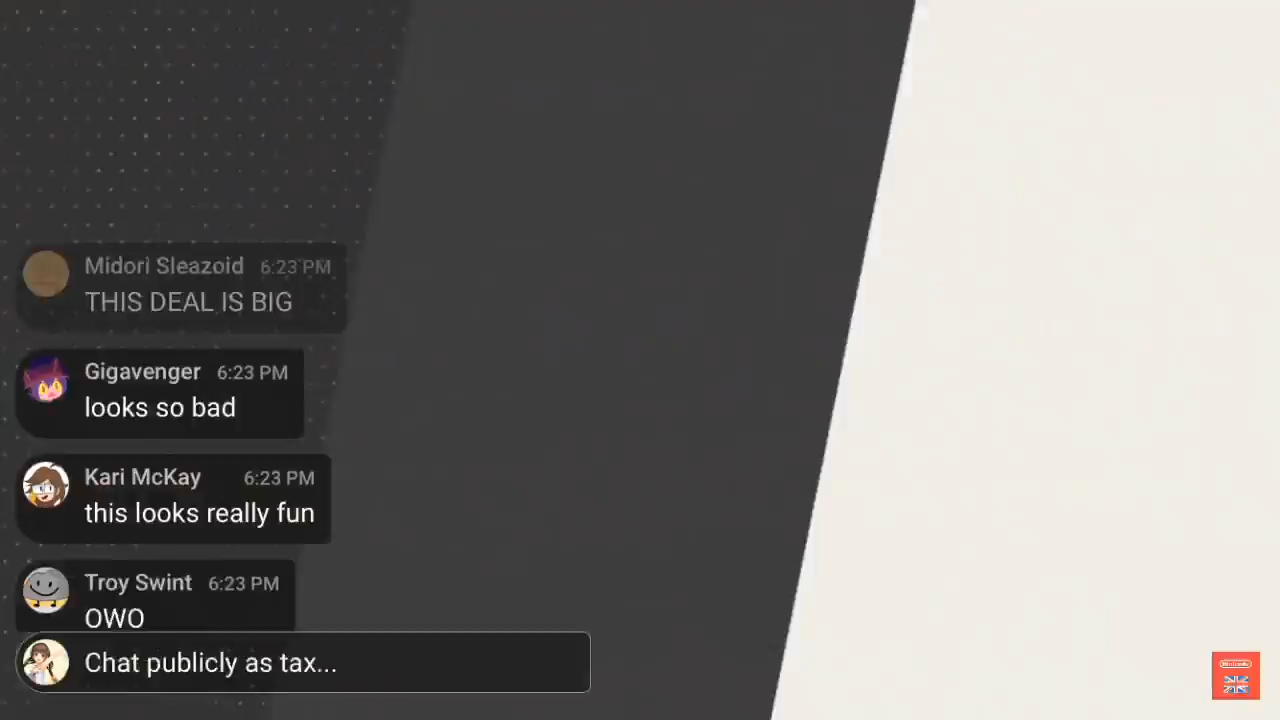 Midori Sleazoid 6:23 PM
THIS DEAL IS BIG
Gigavenger 6:23 PM
looks so bad
Kari McKay 6:23 PM
this looks really fun
Troy Swint 6:23 PM
OWO
Chat publicly as tax...
Nintendo